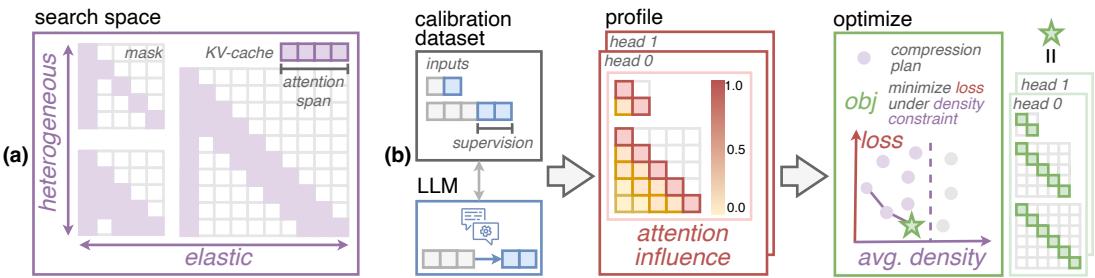 (a)
search space
heterogeneous
mask
KV-cache
attention
span
elastic
(b)
calibration
dataset
inputs
supervision
LLM
profile
head 1
head 0
1.0
0.5
0.0
attention
influence
optimize
compression
plan
obj
minimize loss
under density
constraint
loss
avg. density
=
head 1
head 0